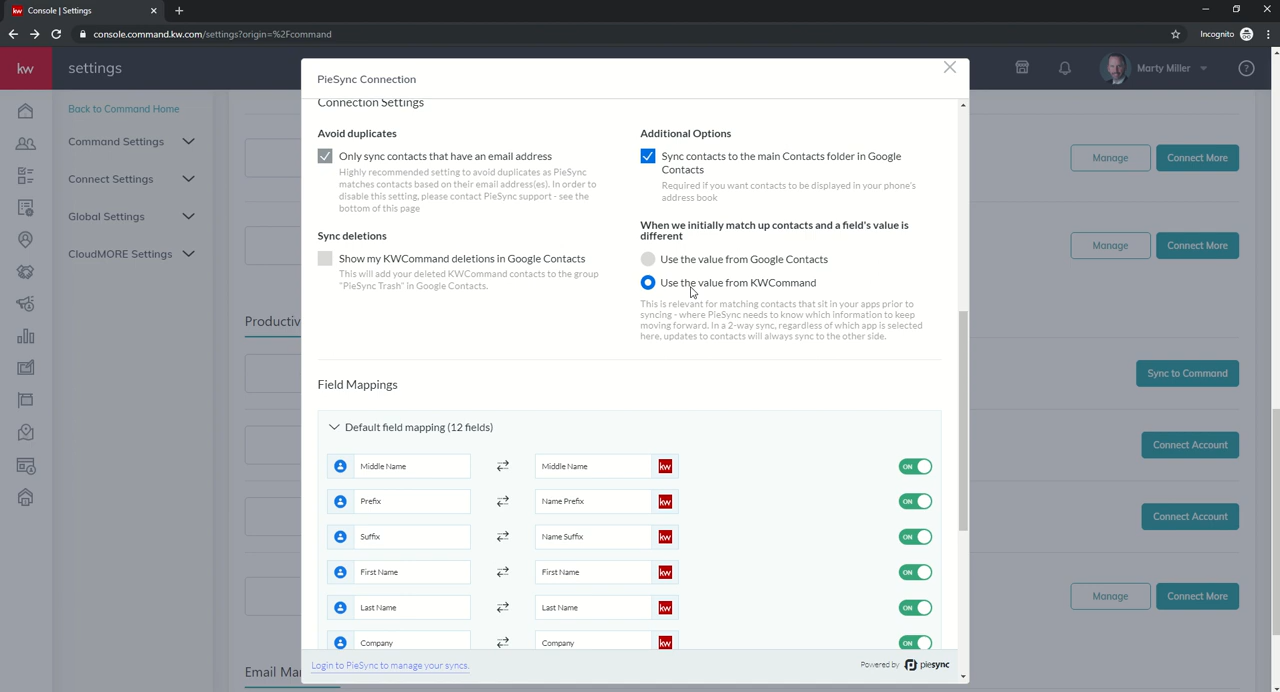 kw Console | Settings
console.command.kw.com/settings?origin=%2Fcommand
Incognito
kw
settings
Marty Miller
?
Back to Command Home
Command Settings
Connect Settings
Global Settings
CloudMORE Settings
PieSync Connection
Connection Settings
Avoid duplicates
Only sync contacts that have an email address
Highly recommended setting to avoid duplicates as PieSync
matches contacts based on their email address(es). In order to
disable this setting, please contact PieSync support - see the
bottom of this page
Sync deletions
Show my KWCommand deletions in Google Contacts
This will add your deleted KWCommand contacts to the group
"PieSync Trash" in Google Contacts.
Additional Options
Sync contacts to the main Contacts folder in Google
Contacts
Required if you want contacts to be displayed in your phone's
address book
When we initially match up contacts and a field's value is
different
Use the value from Google Contacts
Use the value from KWCommand
This is relevant for matching contacts that sit in your apps prior to
syncing - where PieSync needs to know which information to keep
moving forward. In a 2-way sync, regardless of which app is selected
here, updates to contacts will always sync to the other side.
Field Mappings
Default field mapping (12 fields)
Middle Name Middle Name kw ON
Prefix Name Prefix kw ON
Suffix Name Suffix kw ON
First Name First Name kw ON
Last Name Last Name kw ON
Company Company kw ON
Login to PieSync to manage your syncs.
Powered by piesync
Manage Connect More
Manage Connect More
Productiv
Sync to Command
Connect Account
Connect Account
Manage Connect More
Email Mar